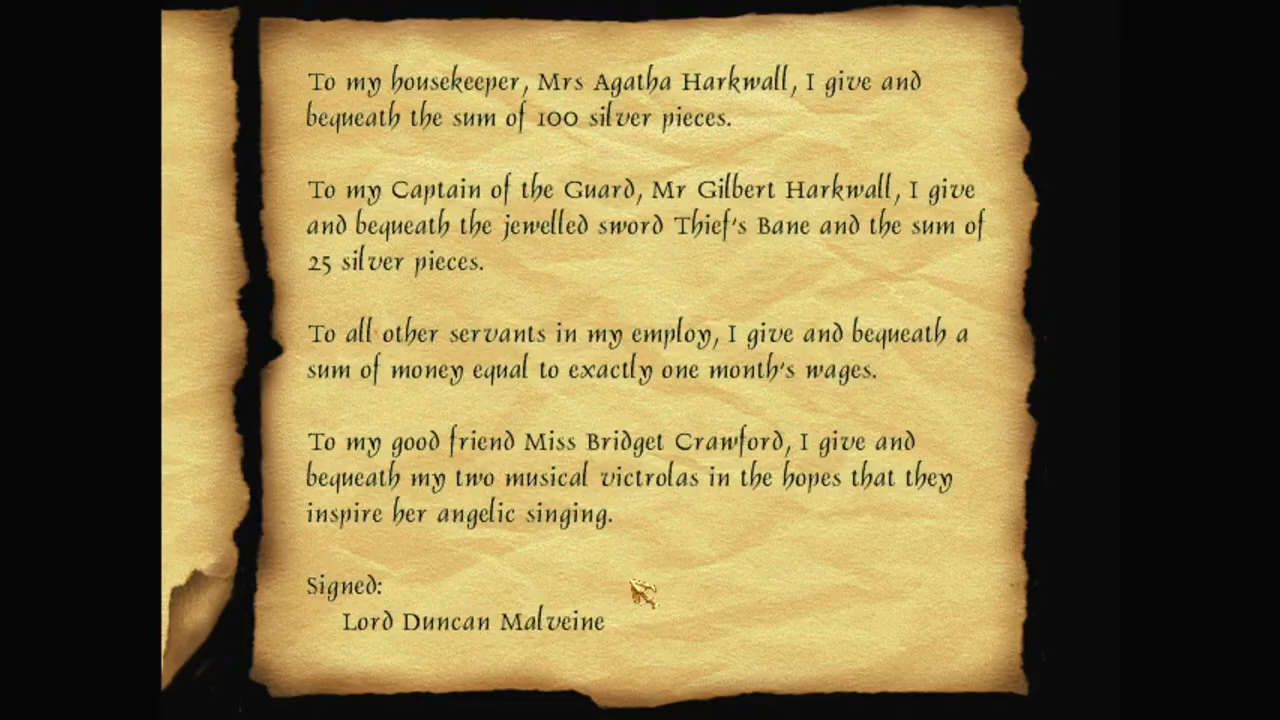 To my housekeeper, Mrs Agatha Harkwall, I give and
bequeath the sum of 100 silver pieces.
To my Captain of the Guard, Mr Gilbert Harkwall, I give
and bequeath the jewelled sword Thief's Bane and the sum of
25 silver pieces.
To all other servants in my employ, I give and bequeath a
sum of money equal to exactly one month's wages.
To my good friend Miss Bridget Crawford, I give and
bequeath my two musical victrolas in the hopes that they
inspire her angelic singing.
Signed:
Lord Duncan Malveine